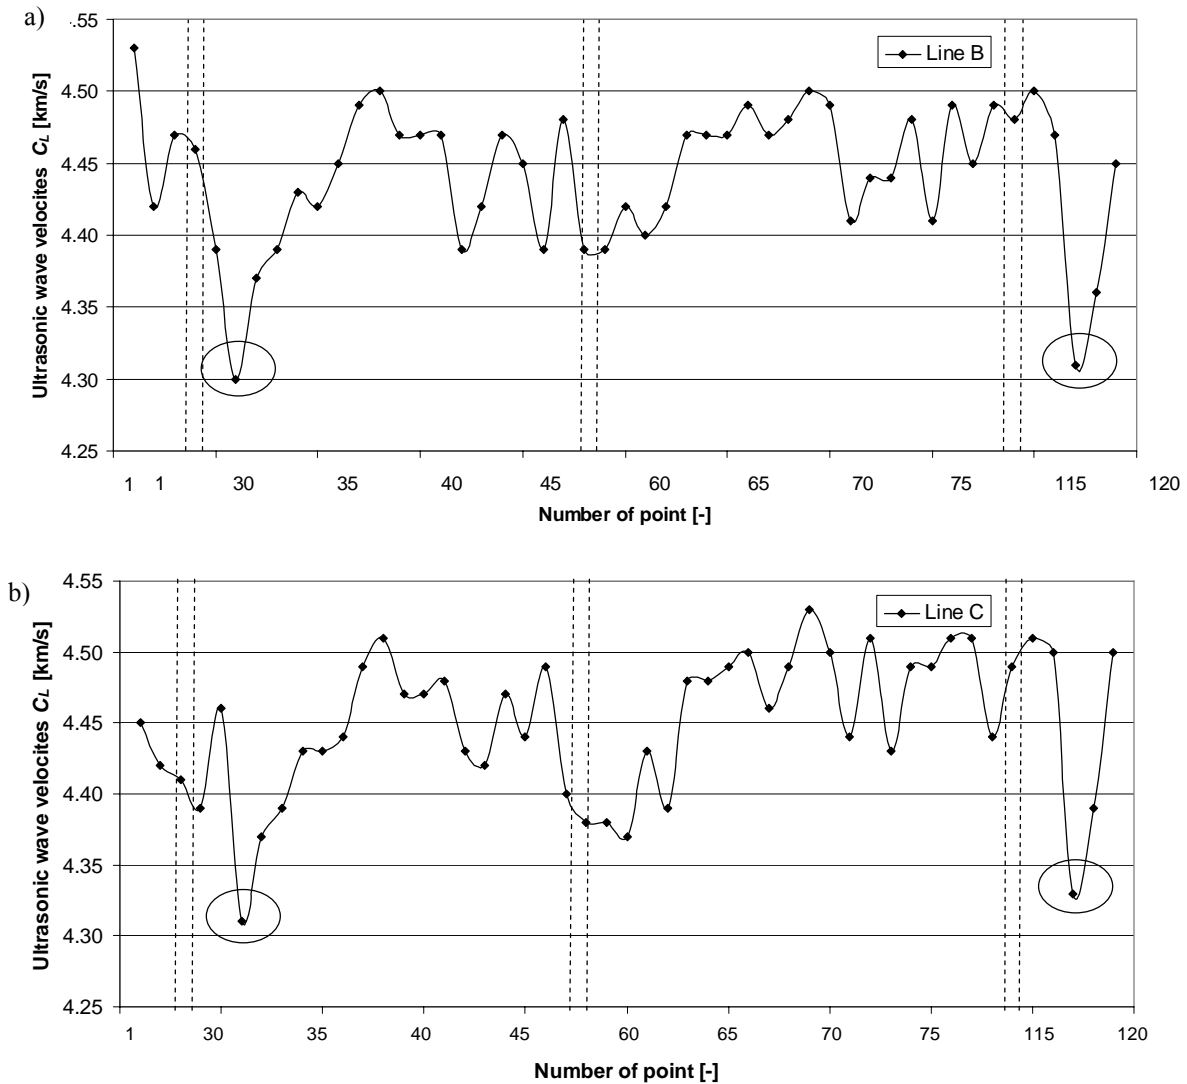 a)
.55
4.50
4.45
4.40
4.35
4.30
4.25
Ultrasonic wave velocites CL [km/s]
Line B
1 1 30 35 40 45 60 65 70 75 115 120
Number of point [-]
b)
4.55
4.50
4.45
4.40
4.35
4.30
4.25
Ultrasonic wave velocites CL [km/s]
Line C
1 30 35 40 45 60 65 70 75 115 120
Number of point [-]